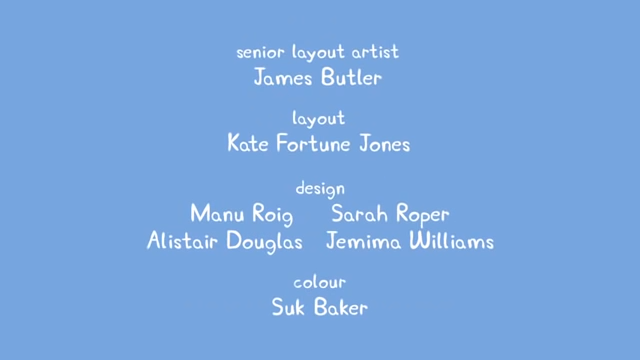 senior layout artist
James Butler
layout
Kate Fortune Jones
design
Manu Roig Sarah Roper
Alistair Douglas Jemima Williams
colour
Suk Baker